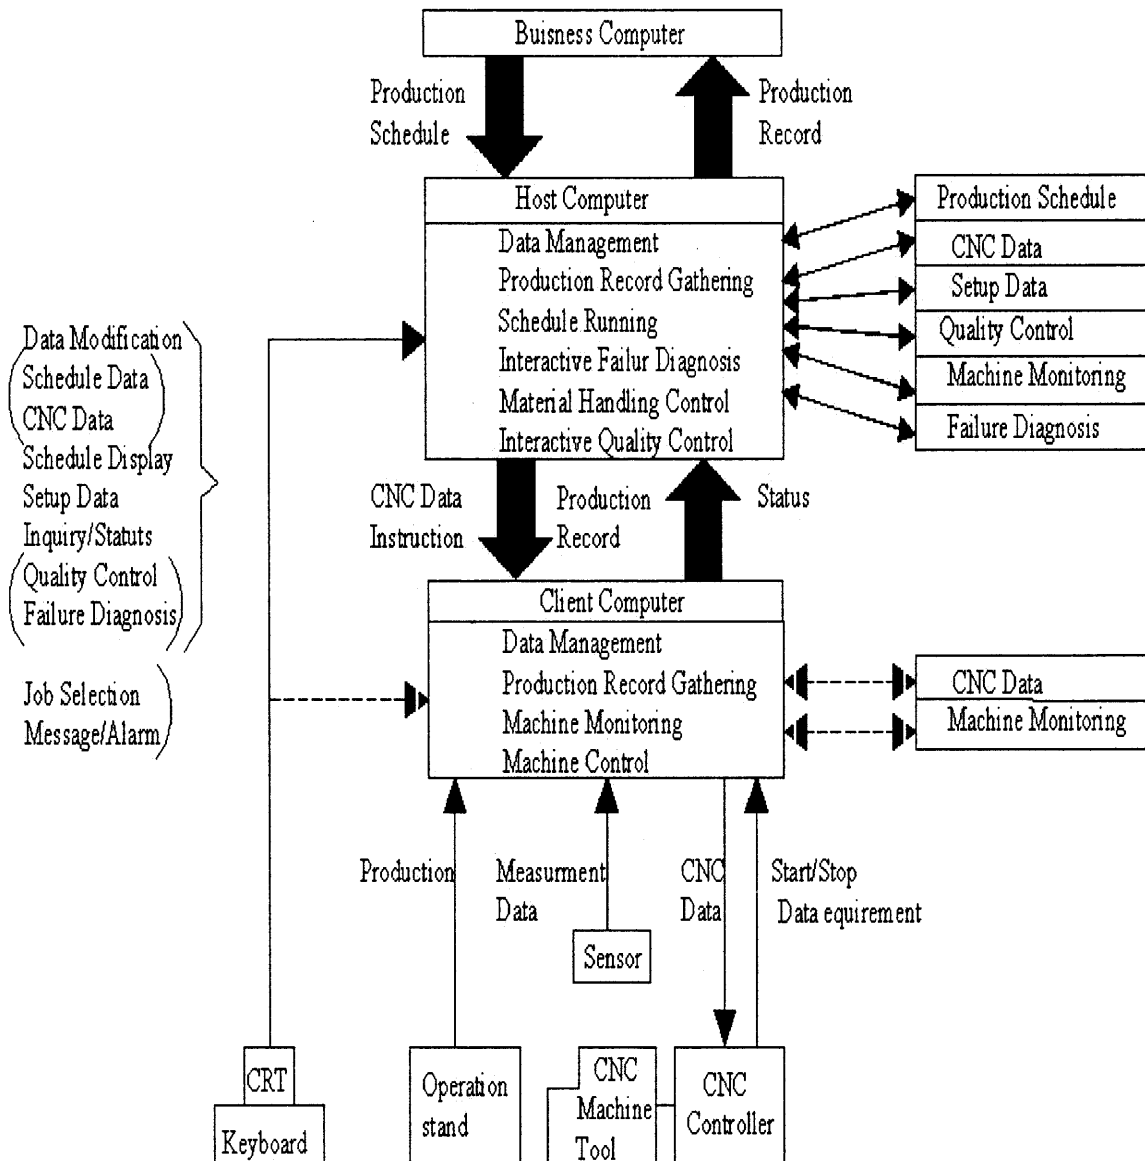 Buisness Computer
Production
Schedule
Production
Record
Host Computer
Data Management
Production Record Gathering
Schedule Running
Interactive Failur Diagnosis
Material Handling Control
Interactive Quality Control
Production Schedule
CNC Data
Setup Data
Quality Control
Machine Monitoring
Failure Diagnosis
Data Modification
Schedule Data
CNC Data
Schedule Display
Setup Data
Inquiry/Statuts
Quality Control
Failure Diagnosis
Job Selection
Message/Alarm
CNC Data
Instruction
Production
Record
Status
Client Computer
Data Management
Production Record Gathering
Machine Monitoring
Machine Control
CNC Data
Machine Monitoring
Production
Measurment
Data
CNC
Data
Start/Stop
Data equirement
Sensor
CRT
Keyboard
Operation
stand
CNC
Machine
Tool
CNC
Controller